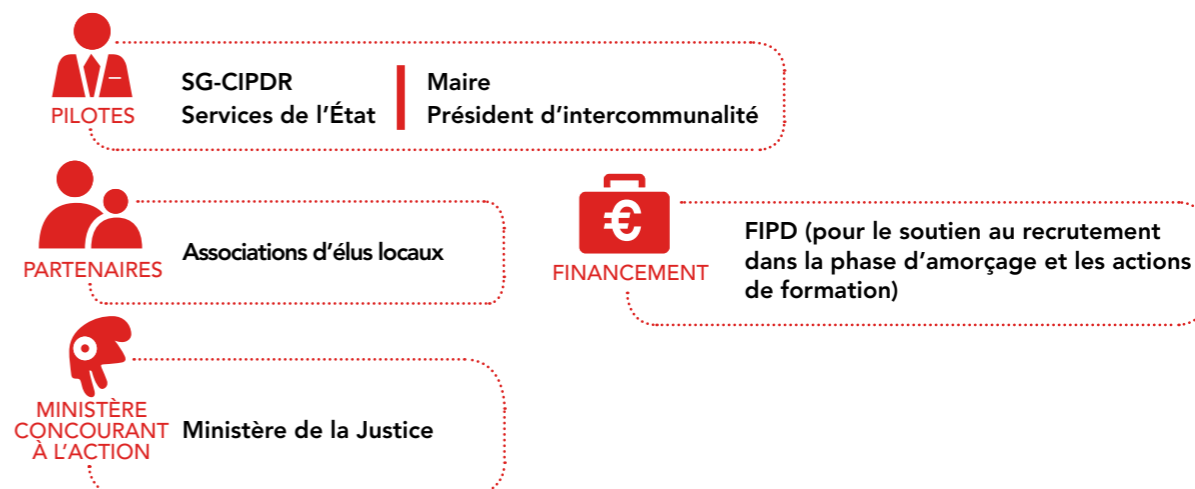 PILOTES
SG-CIPDR
Services de l'État
Maire
Président d'intercommunalité
PARTENAIRES
Associations d'élus locaux
€
FINANCEMENT
FIPD (pour le soutien au recrutement
dans la phase d'amorçage et les actions
de formation)
MINISTÈRE
CONCOURANT
À L'ACTION
Ministère de la Justice